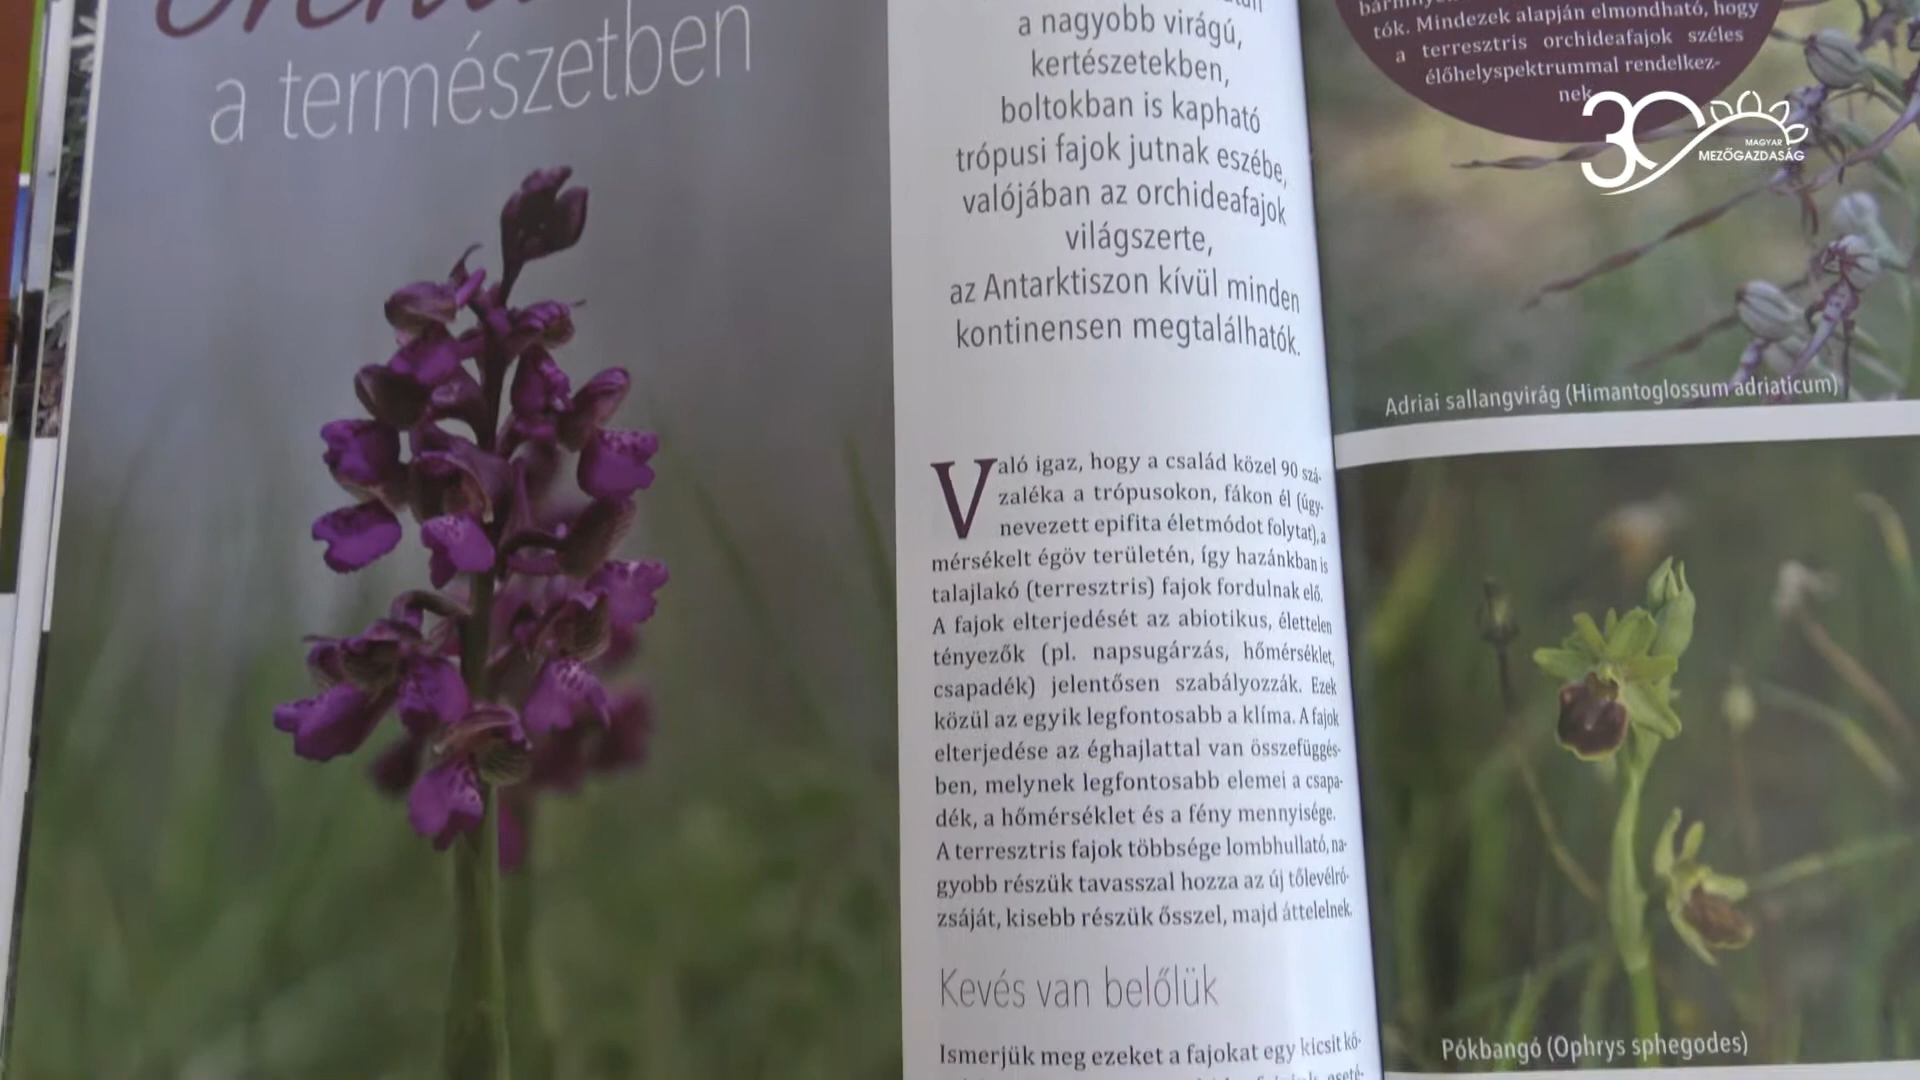 a természetben
a nagyobb virágú,
kertészetekben,
boltokban is kapható
trópusi fajok jutnak eszébe,
valójában az orchideafajok
világszerte,
az Antarktiszon kívül minden
kontinensen megtalálhatók.
Való igaz, hogy a család közel 90 szá-
zaléka a trópusokon, fákon él (úgy-
nevezett epifita életmódot folytat), a
mérsékelt égöv területén, így hazánkban is
talajlakó (terresztris) fajok fordulnak elő.
A fajok elterjedését az abiotikus, élettelen
tényezők (pl. napsugárzás, hőmérséklet,
csapadék) jelentősen szabályozzák. Ezek
közül az egyik legfontosabb a klíma. A fajok
elterjedése az éghajlattal van összefüggés-
ben, melynek legfontosabb elemei a csapa-
dék, a hőmérséklet és a fény mennyisége.
A terresztris fajok többsége lombhullató, na-
gyobb részük tavasszal hozza az új tőlevélró-
zsáját, kisebb részük ősszel, majd áttelelnek.
Kevés van belőlük
Ismerjük meg ezeket a fajokat egy kicsit kö-
tók. Mindezek alapján elmondható, hogy
a terresztris orchideafajok széles
élőhelyspektrummal rendelkez-
nek.
30
MAGYAR
MEZŐGAZDASÁG
Adriai sallangvirág (Himantoglossum adriaticum)
Pókbangó (Ophrys sphegodes)